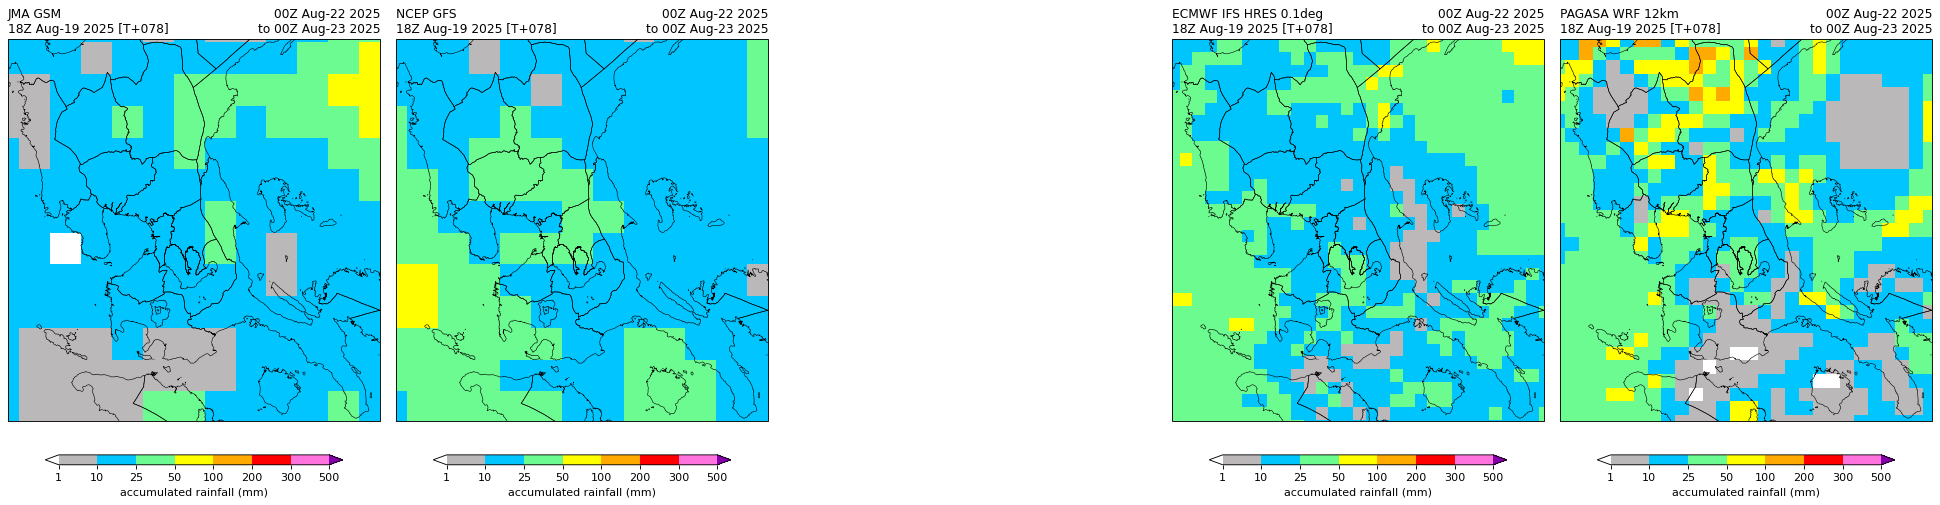 JMA GSM 00Z Aug-22 2025
18Z Aug-19 2025 [T+078] to 00Z Aug-23 2025
1 10 25 50 100 200 300 500
accumulated rainfall (mm)
NCEP GFS 00Z Aug-22 2025
18Z Aug-19 2025 [T+078] to 00Z Aug-23 2025
1 10 25 50 100 200 300 500
accumulated rainfall (mm)
ECMWF IFS HRES 0.1deg 00Z Aug-22 2025
18Z Aug-19 2025 [T+078] to 00Z Aug-23 2025
1 10 25 50 100 200 300 500
accumulated rainfall (mm)
PAGASA WRF 12km 00Z Aug-22 2025
18Z Aug-19 2025 [T+078] to 00Z Aug-23 2025
1 10 25 50 100 200 300 500
accumulated rainfall (mm)